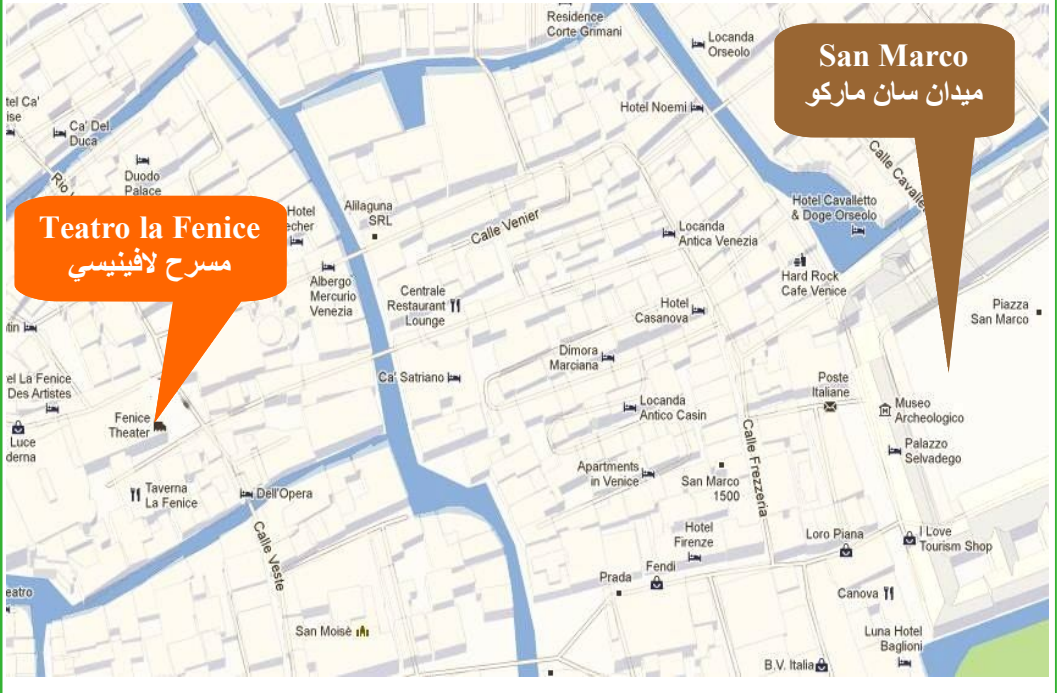 Residence
Corte Grimani
Locanda
Orseolo
San Marco
ميدان سان ماركو
Hotel Noemi
Ca' Del
Duca
Duodo
Palace
Calle
Hotel Cavalletto
& Doge Orseolo
Teatro la Fenice
مسرح لافينيسي
Hotel
Alilaguna
SRL
Calle Venier
Locanda
Antica Venezia
Albergo
Mercurio
Venezia
Centrale
Restaurant
Lounge
Hard Rock
Cafe Venice
Hotel
Casanova
Piazza
San Marco
Dimora
Marciana
Ca' Satriano
La Fenice
Des Artistes
Poste
Italiane
Fenice
Theater
Locanda
Antico Casin
Museo
Archeologico
Luce
Calle Frezzeria
Palazzo
Selvadego
Apartments
in Venice
San Marco
1500
Taverna
La Fenice
Dell'Opera
Calle Veste
Hotel
Firenze
Loro Piana
I Love
Tourism Shop
Prada
Fendi
Canova
San Moisè
Luna Hotel
Baglioni
B.V. Italia